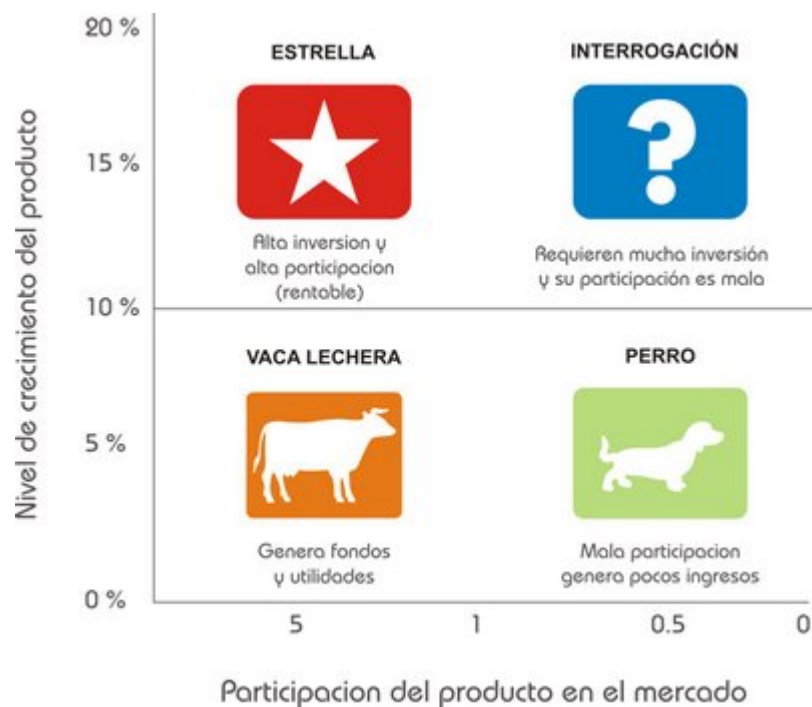 Nivel de crecimiento del producto
20 %
15 %
10 %
5 %
0 %
ESTRELLA
Alta inversion y
alta participacion
(rentable)
INTERROGACIÓN
?
Requieren mucha inversión
y su participación es mala
VACA LECHERA
Genera fondos
y utilidades
PERRO
Mala participacion
genera pocos ingresos
5
1
0.5
0
Participacion del producto en el mercado